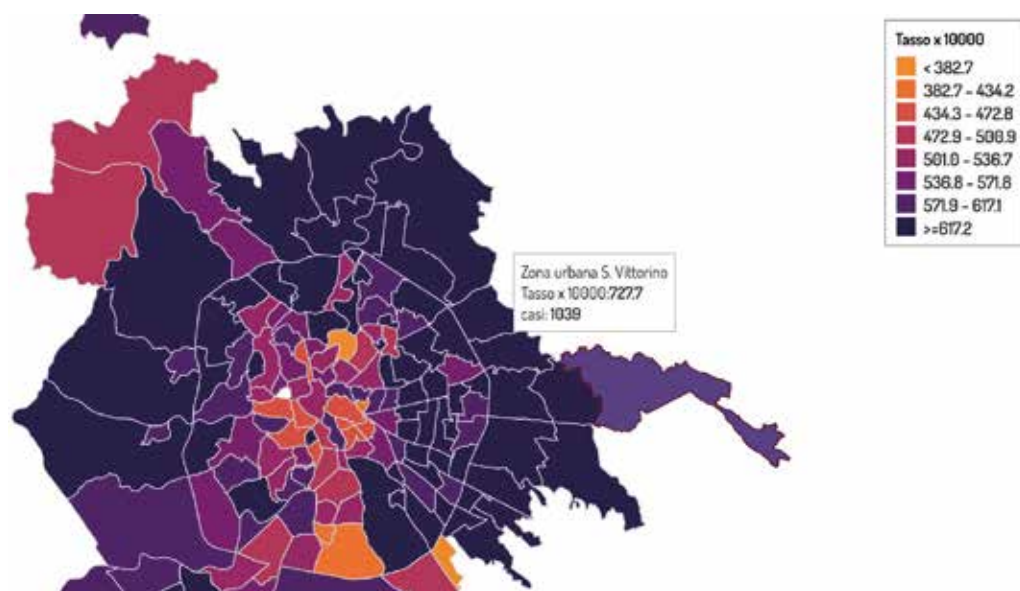 Tasso x 10000
< 382.7
382.7 - 434.2
434.3 - 472.8
472.9 - 500.9
501.0 - 536.7
536.8 - 571.8
571.9 - 617.1
>=617.2
Zona urbana S. Vittorino
Tasso x 10000:727.7
casi: 1039